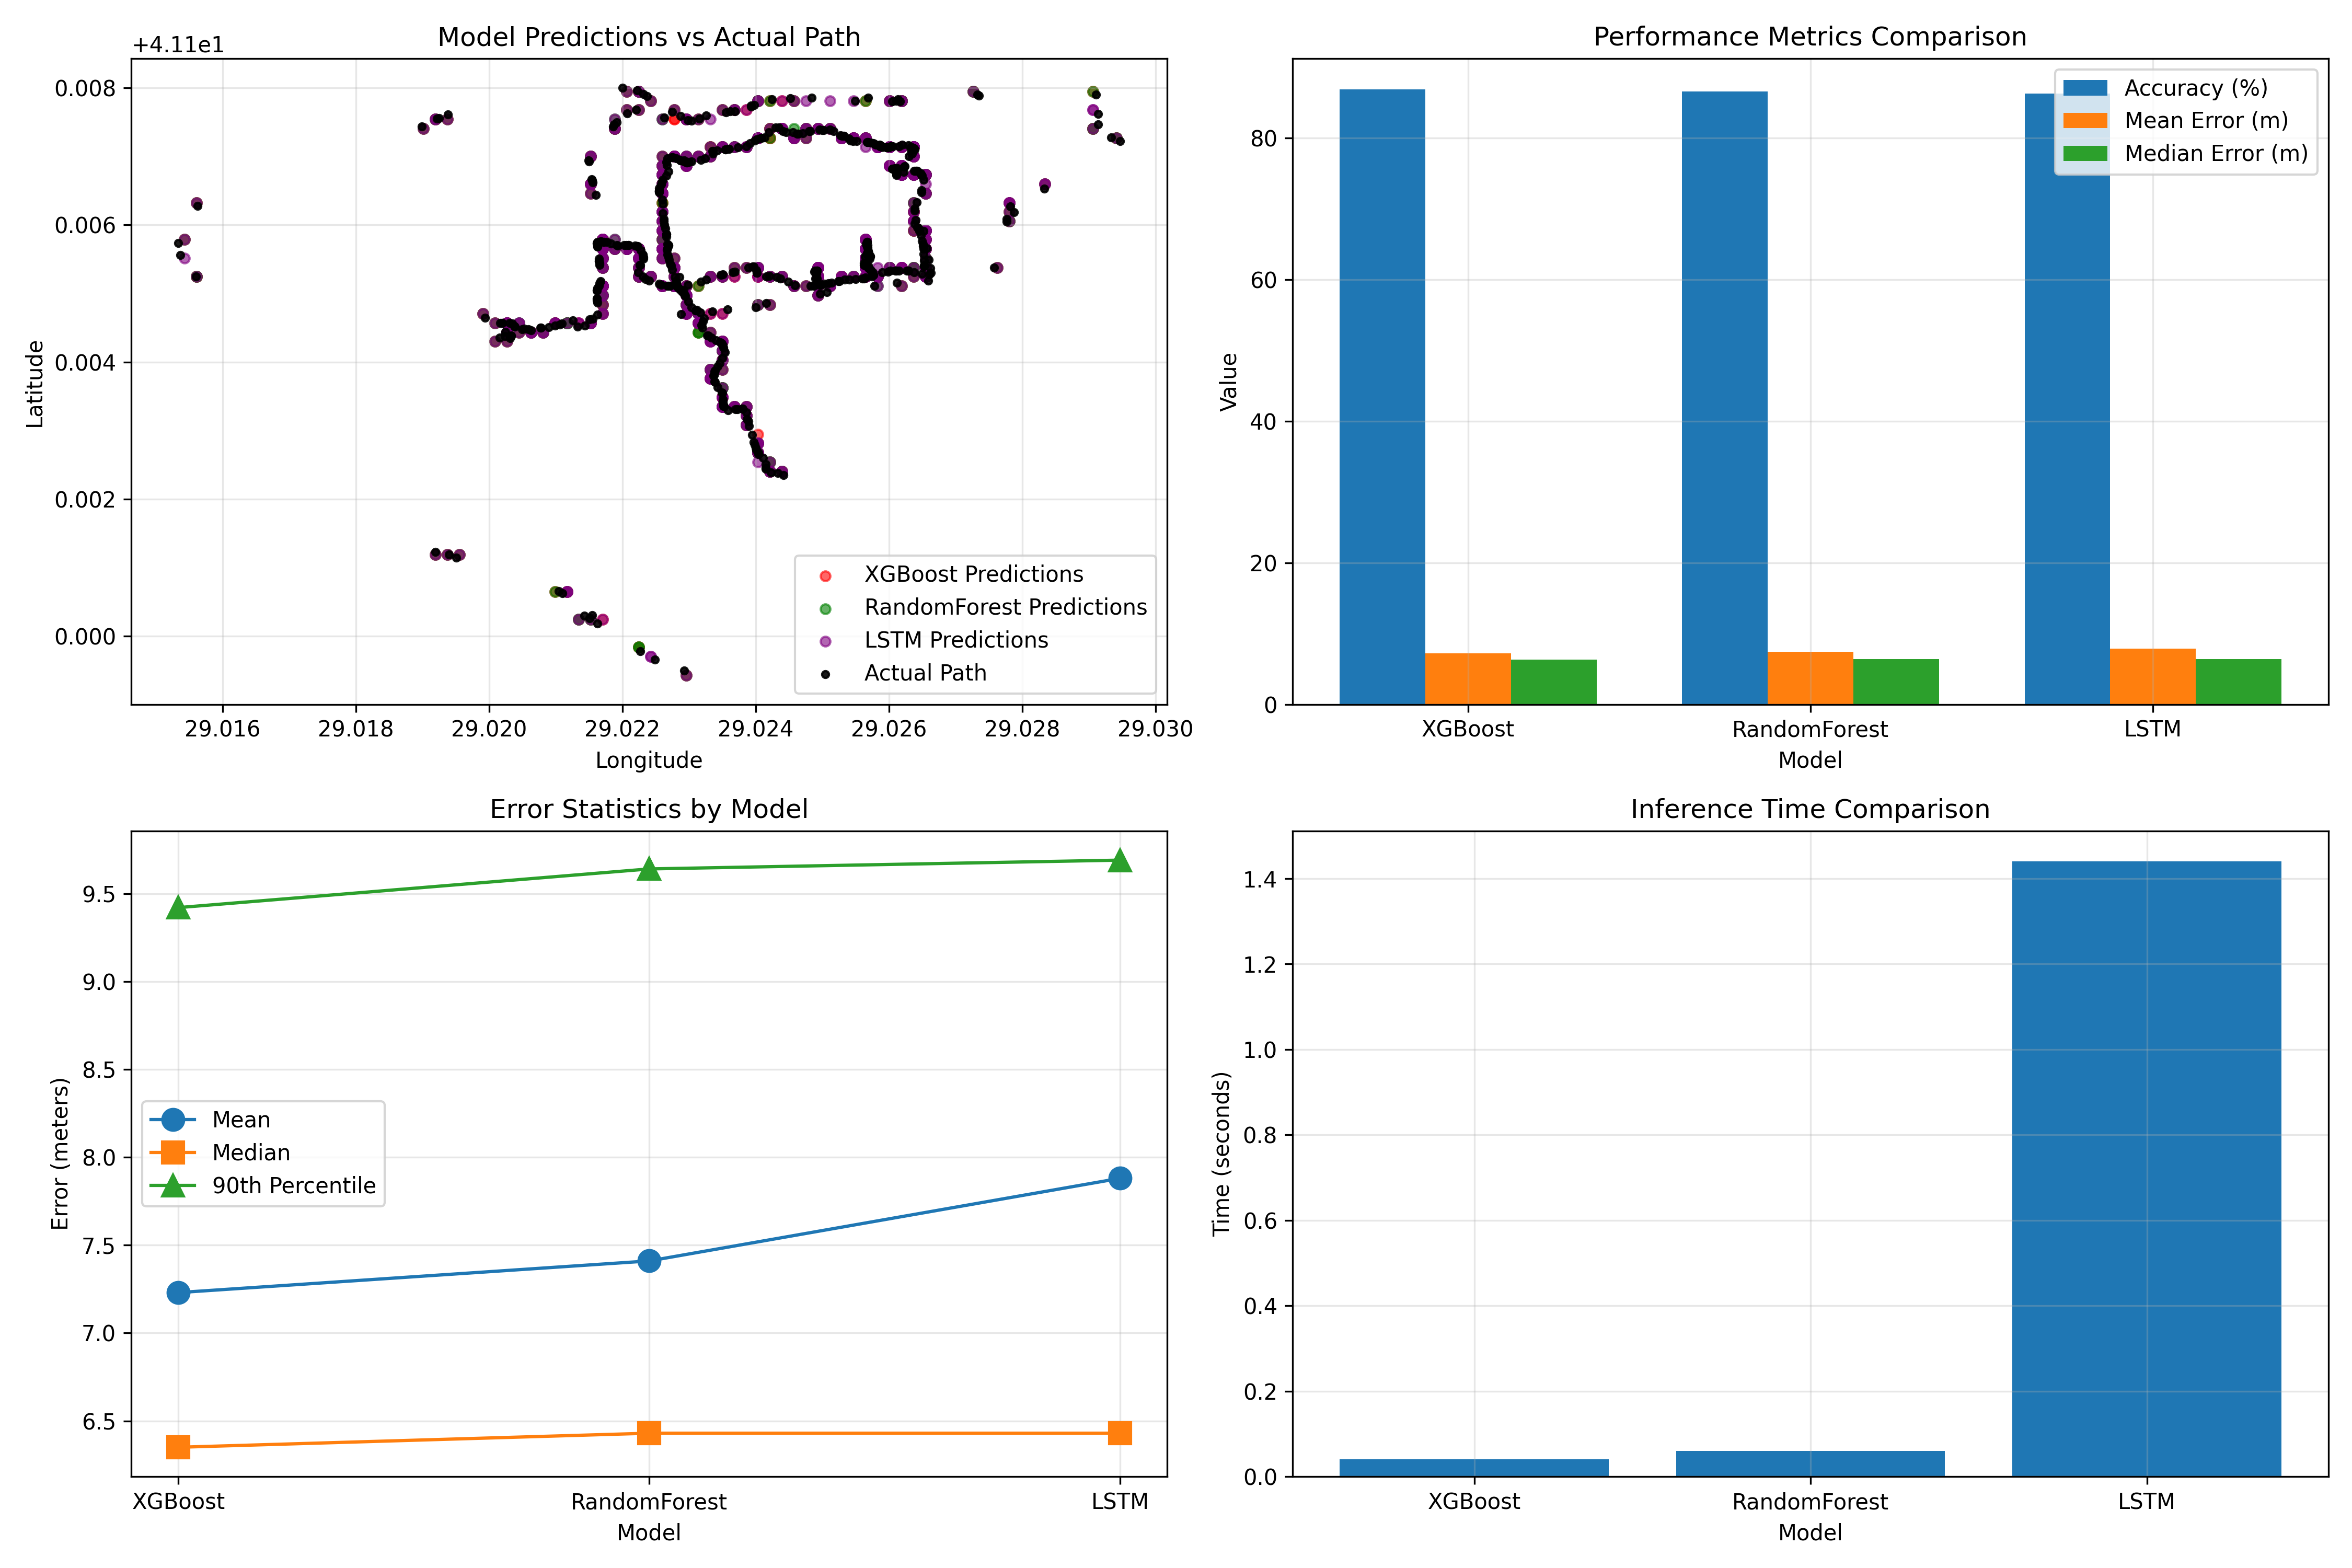 Model Predictions vs Actual Path
+4.11e1
0.008
0.006
0.004
0.002
0.000
Latitude
29.016 29.018 29.020 29.022 29.024 29.026 29.028 29.030
Longitude
XGBoost Predictions
RandomForest Predictions
LSTM Predictions
Actual Path
Performance Metrics Comparison
80
60
40
20
0
Value
XGBoost RandomForest LSTM
Model
Accuracy (%)
Mean Error (m)
Median Error (m)
Error Statistics by Model
9.5
9.0
8.5
8.0
7.5
7.0
6.5
Error (meters)
XGBoost RandomForest LSTM
Model
Mean
Median
90th Percentile
Inference Time Comparison
1.4
1.2
1.0
0.8
0.6
0.4
0.2
0.0
Time (seconds)
XGBoost RandomForest LSTM
Model